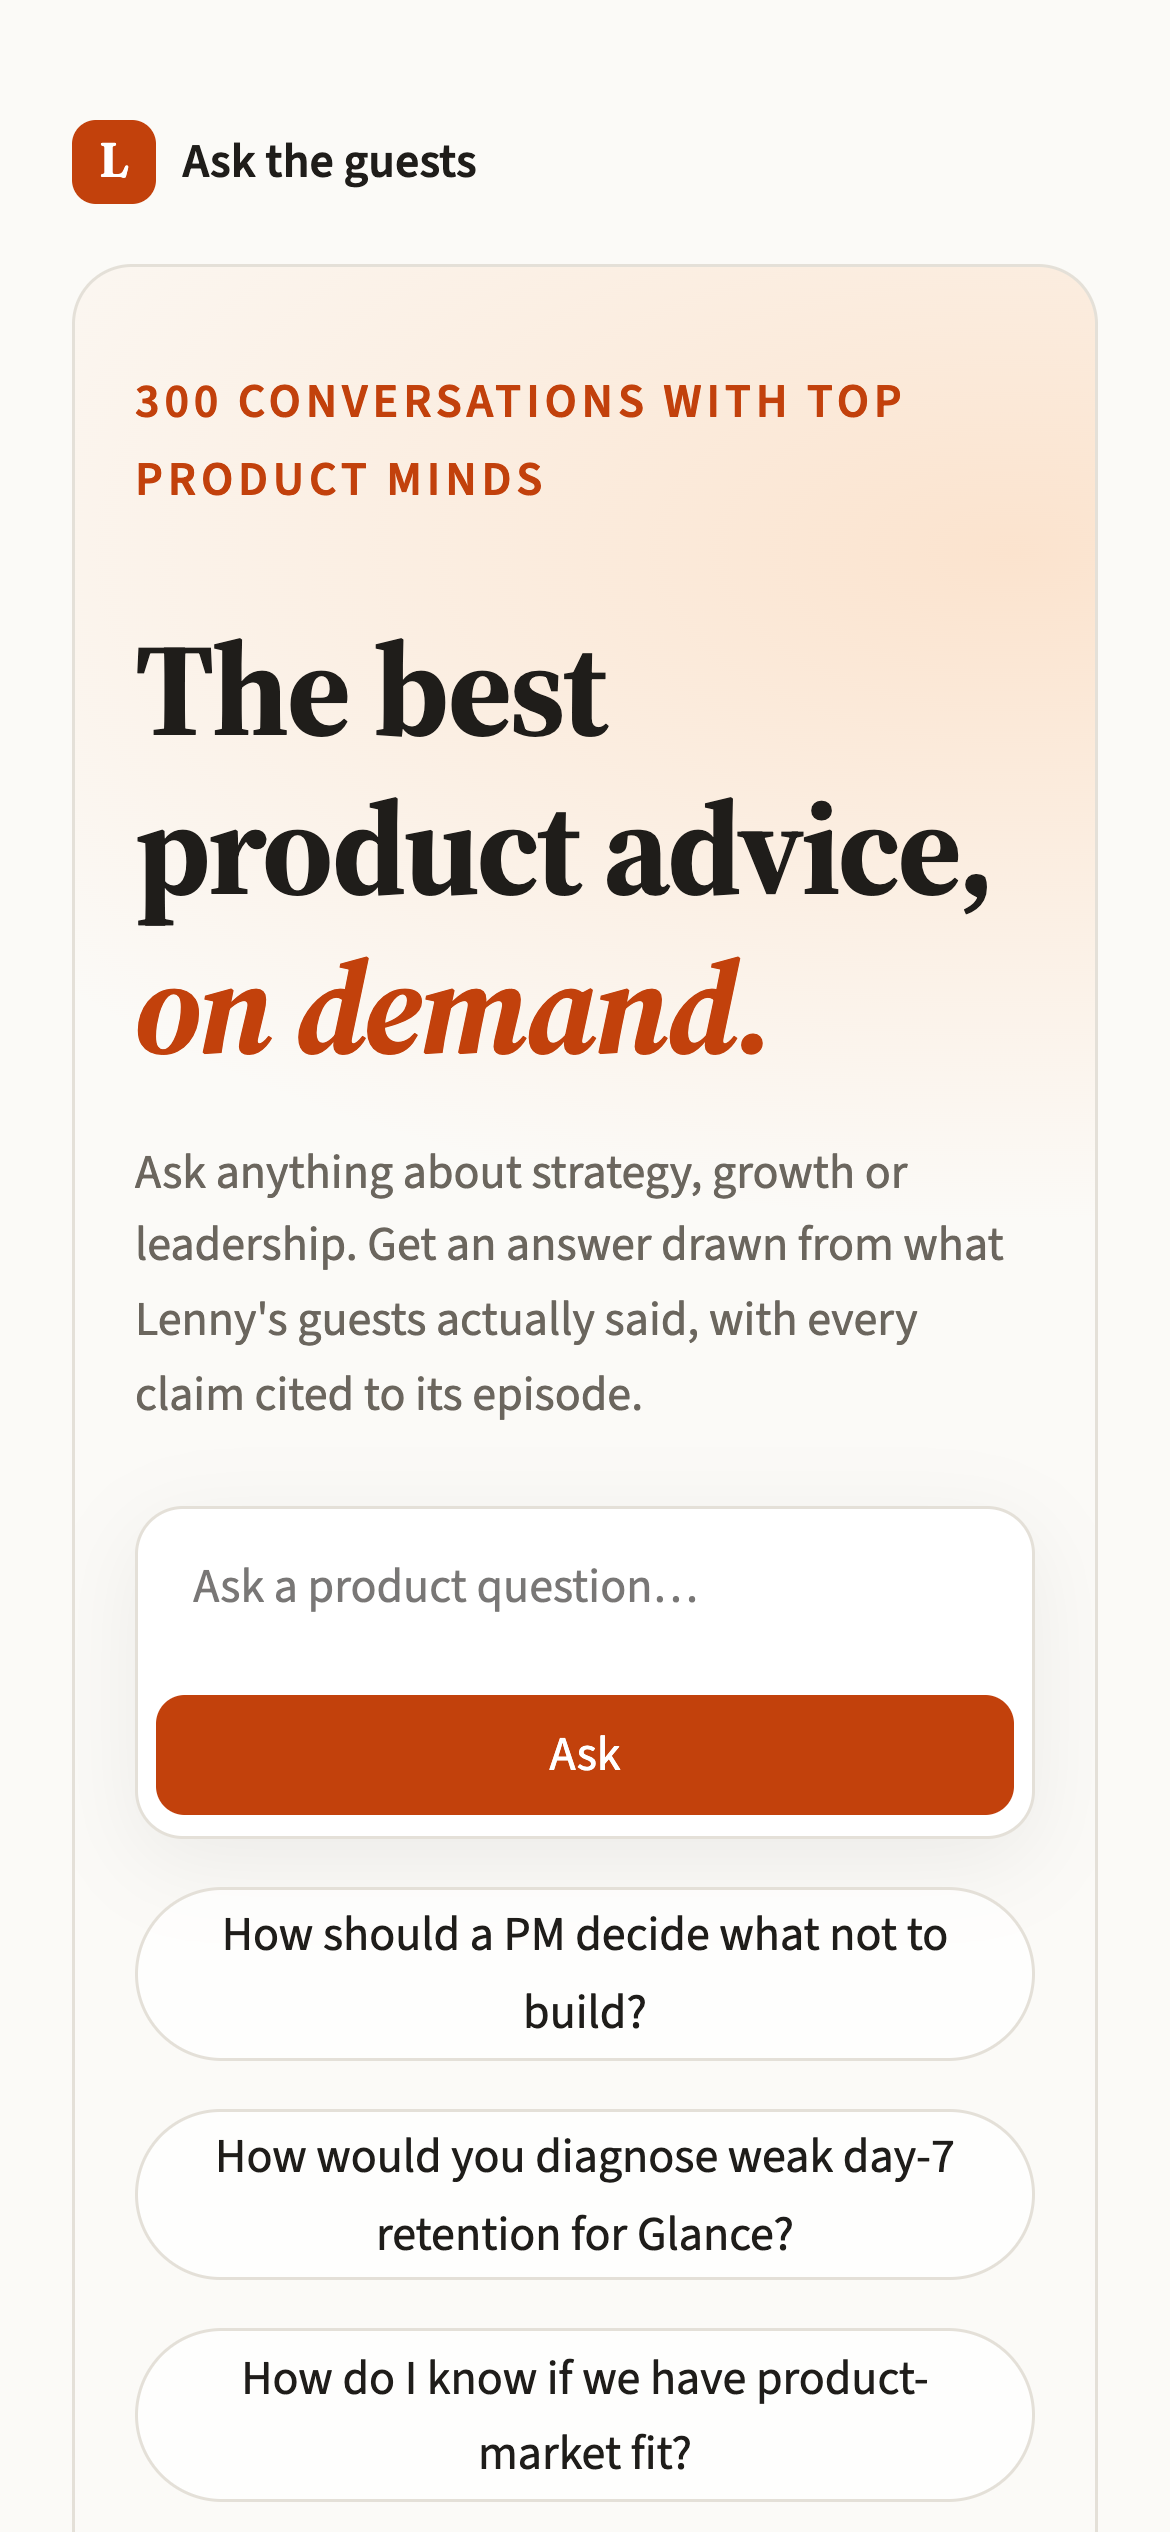 L
Ask the guests
300 CONVERSATIONS WITH TOP
PRODUCT MINDS
The best
product advice,
on demand.
Ask anything about strategy, growth or
leadership. Get an answer drawn from what
Lenny's guests actually said, with every
claim cited to its episode.
Ask a product question…
Ask
How should a PM decide what not to
build?
How would you diagnose weak day-7
retention for Glance?
How do I know if we have product-
market fit?